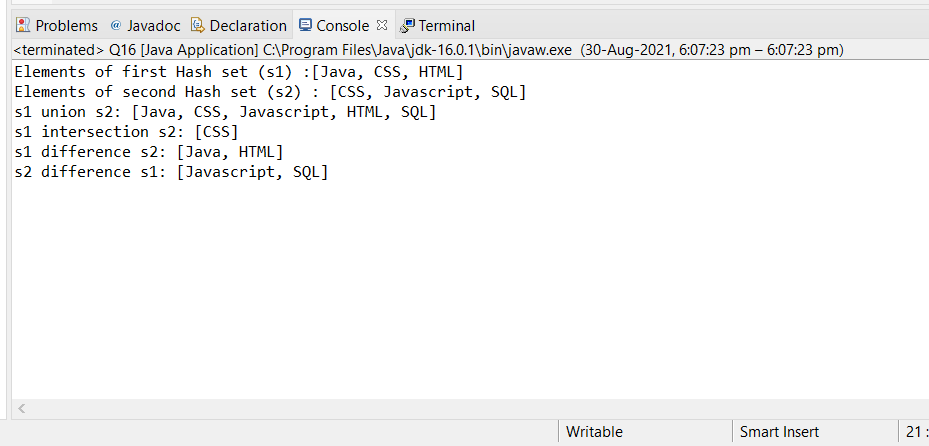 Problems @ Javadoc Declaration Console Terminal
<terminated> Q16 [Java Application] C:\Program Files\Java\jdk-16.0.1\bin\javaw.exe (30-Aug-2021, 6:07:23 pm – 6:07:23 pm)
Elements of first Hash set (s1) :[Java, CSS, HTML]
Elements of second Hash set (s2) : [CSS, Javascript, SQL]
s1 union s2: [Java, CSS, Javascript, HTML, SQL]
s1 intersection s2: [CSS]
s1 difference s2: [Java, HTML]
s2 difference s1: [Javascript, SQL]
Writable Smart Insert 21 :